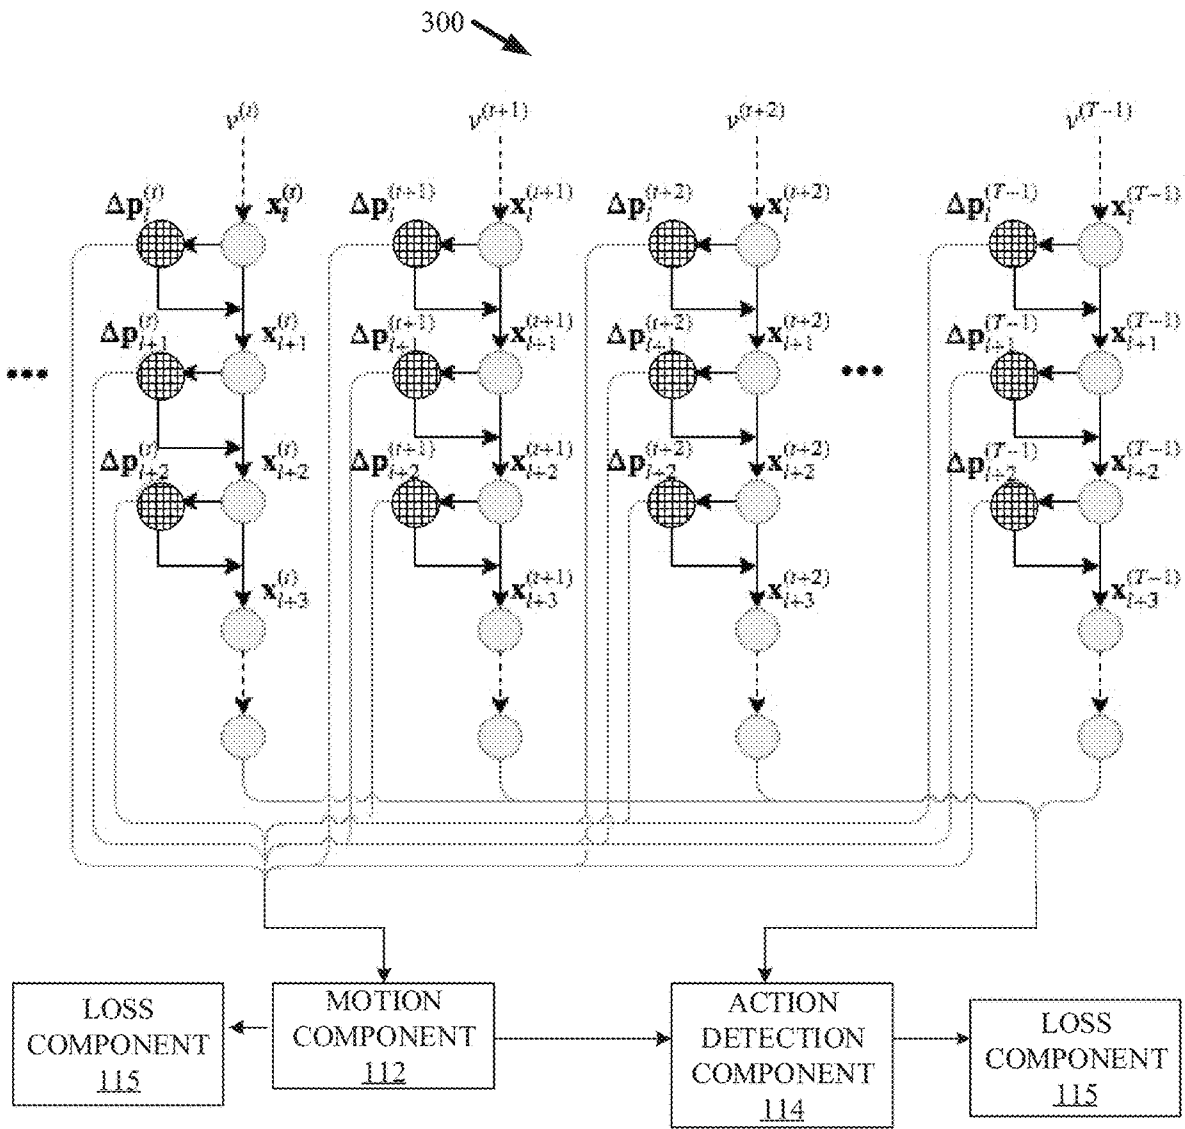 300
ν(t) ν(t+1) ν(t+2) ν(T−1)
Δp_i^(t) x_i^(t) Δp_i^(t+1) x_i^(t+1) Δp_i^(t+2) x_i^(t+2) Δp_i^(T−1) x_i^(T−1)
Δp_i+1^(t) x_i+1^(t) Δp_i+1^(t+1) x_i+1^(t+1) Δp_i+1^(t+2) x_i+1^(t+2) Δp_i+1^(T−1) x_i+1^(T−1)
••• •••
Δp_i+2^(t) x_i+2^(t) Δp_i+2^(t+1) x_i+2^(t+1) Δp_i+2^(t+2) x_i+2^(t+2) Δp_i+2^(T−1) x_i+2^(T−1)
x_i+3^(t) x_i+3^(t+1) x_i+3^(t+2) x_i+3^(T−1)
LOSS
COMPONENT
115
MOTION
COMPONENT
112
ACTION
DETECTION
COMPONENT
114
LOSS
COMPONENT
115